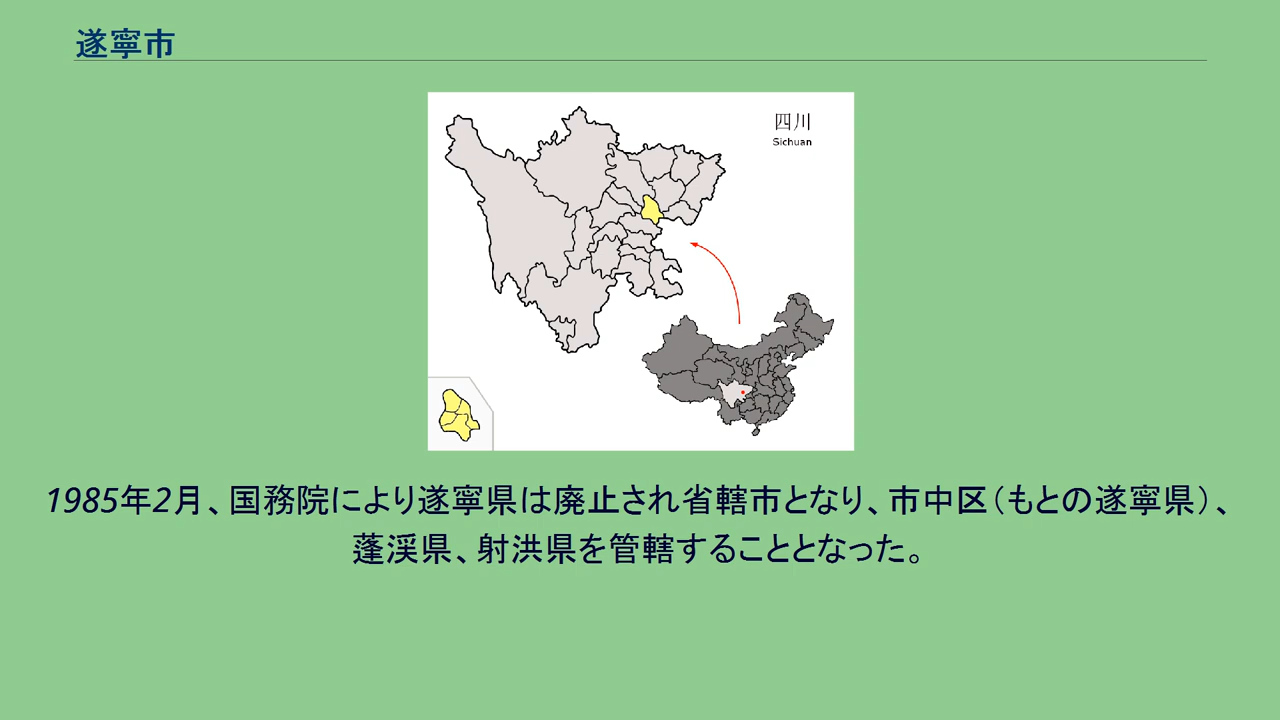 遂寧市
四川
Sichuan
1985年2月、国務院により遂寧県は廃止され省轄市となり、市中区（もとの遂寧県）、
蓬渓県、射洪県を管轄することとなった。